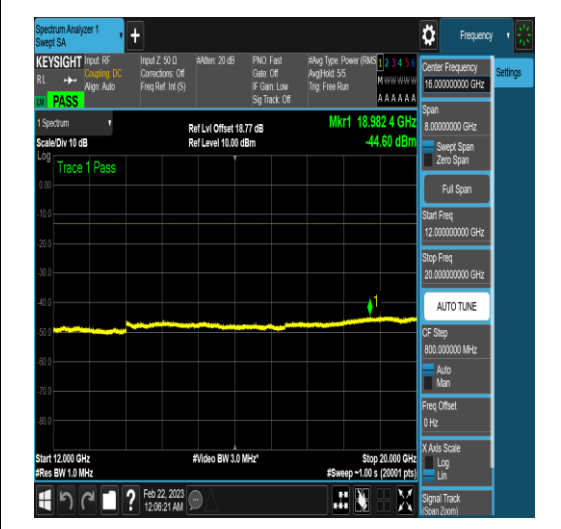 Spectrum Analyzer 1
Swept SA
Frequency
KEYSIGHT
RL
PASS
Input: RF
Coupling: DC
Align: Auto
Input Z: 50 Ω
Corrections: Off
Freq Ref: Int (S)
#Atten: 20 dB
PNO: Fast
Gate: Off
IF Gain: Low
Sig Track: Off
#Avg Type: Power (RMS
Avg|Hold: 5/5
Trig: Free Run
1 2 3 4 5 6
M W W W W W
A A A A A A
1 Spectrum
Scale/Div 10 dB
Ref Lvl Offset 18.77 dB
Ref Level 10.00 dBm
Mkr1 18.982 4 GHz
-44.60 dBm
Log
Trace 1 Pass
0.00
-10.0
-20.0
-30.0
-40.0
-50.0
-60.0
-70.0
-80.0
1
Start 12.000 GHz
#Res BW 1.0 MHz
#Video BW 3.0 MHz*
Stop 20.000 GHz
#Sweep ~1.00 s (20001 pts)
Feb 22, 2023
12:06:21 AM
Center Frequency
16.000000000 GHz
Settings
Span
8.00000000 GHz
Swept Span
Zero Span
Full Span
Start Freq
12.000000000 GHz
Stop Freq
20.000000000 GHz
AUTO TUNE
CF Step
800.000000 MHz
Auto
Man
Freq Offset
0 Hz
X Axis Scale
Log
Lin
Signal Track
(Span Zoom)